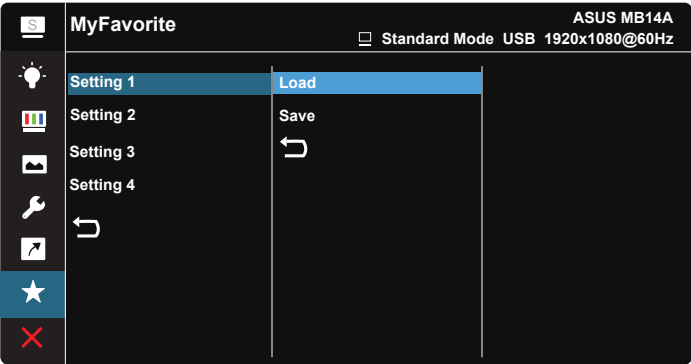 S
MyFavorite
ASUS MB14A
Standard Mode USB 1920x1080@60Hz
Setting 1
Load
Setting 2
Save
Setting 3
Setting 4